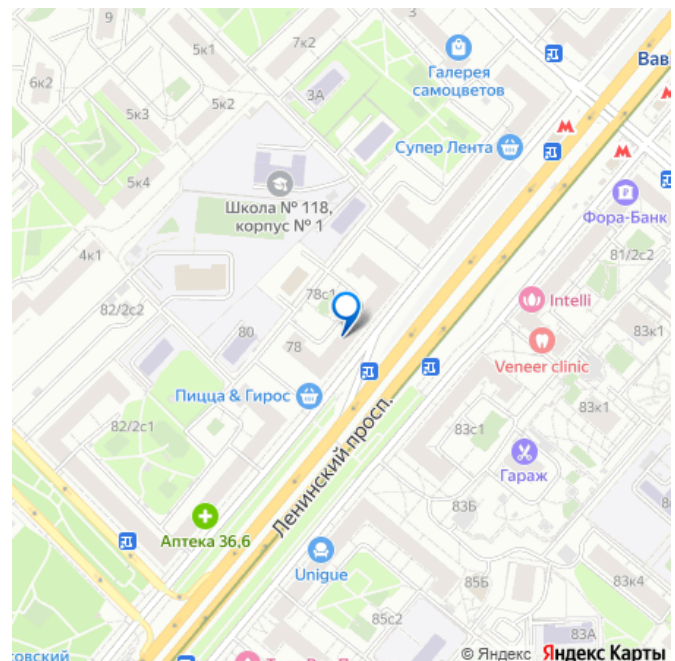 9
5к1
7к2
3
Галерея
самоцветов
Вав
6к2
3А
5к3
5к2
Супер Лента
5к4
Школа № 118,
корпус № 1
Фора-Банк
4к1
81/2с2
82/2с2
78с1
Intelli
80
78
83к1
Veneer clinic
Пицца & Гирос
82/2с1
83к1
83с1
Ленинский просп.
Гараж
83Б
Аптека 36,6
Unigue
85Б
83к4
85с2
83А
© Яндекс Яндекс Карты